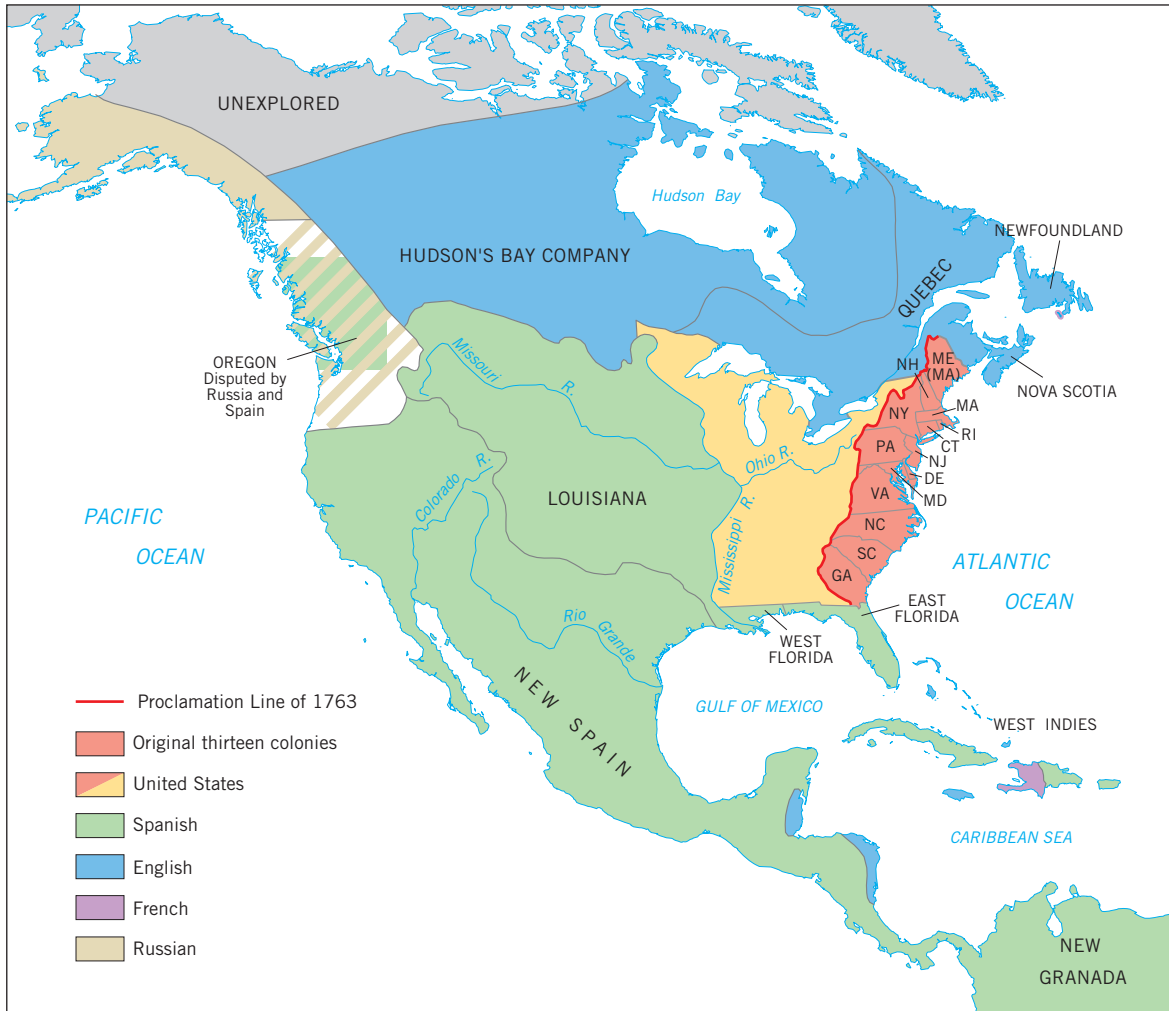 UNEXPLORED
Hudson Bay
NEWFOUNDLAND
HUDSON'S BAY COMPANY
QUEBEC
OREGON
Disputed by
Russia and
Spain
Missouri
R.
NH
ME
(MA)
NOVA SCOTIA
NY
MA
RI
CT
PA
NJ
Ohio R.
DE
MD
VA
Colorado R.
LOUISIANA
Mississippi R.
NC
SC
GA
PACIFIC
OCEAN
ATLANTIC
OCEAN
EAST
FLORIDA
WEST
FLORIDA
Rio Grande
NEW SPAIN
GULF OF MEXICO
WEST INDIES
CARIBBEAN SEA
NEW
GRANADA
Proclamation Line of 1763
Original thirteen colonies
United States
Spanish
English
French
Russian